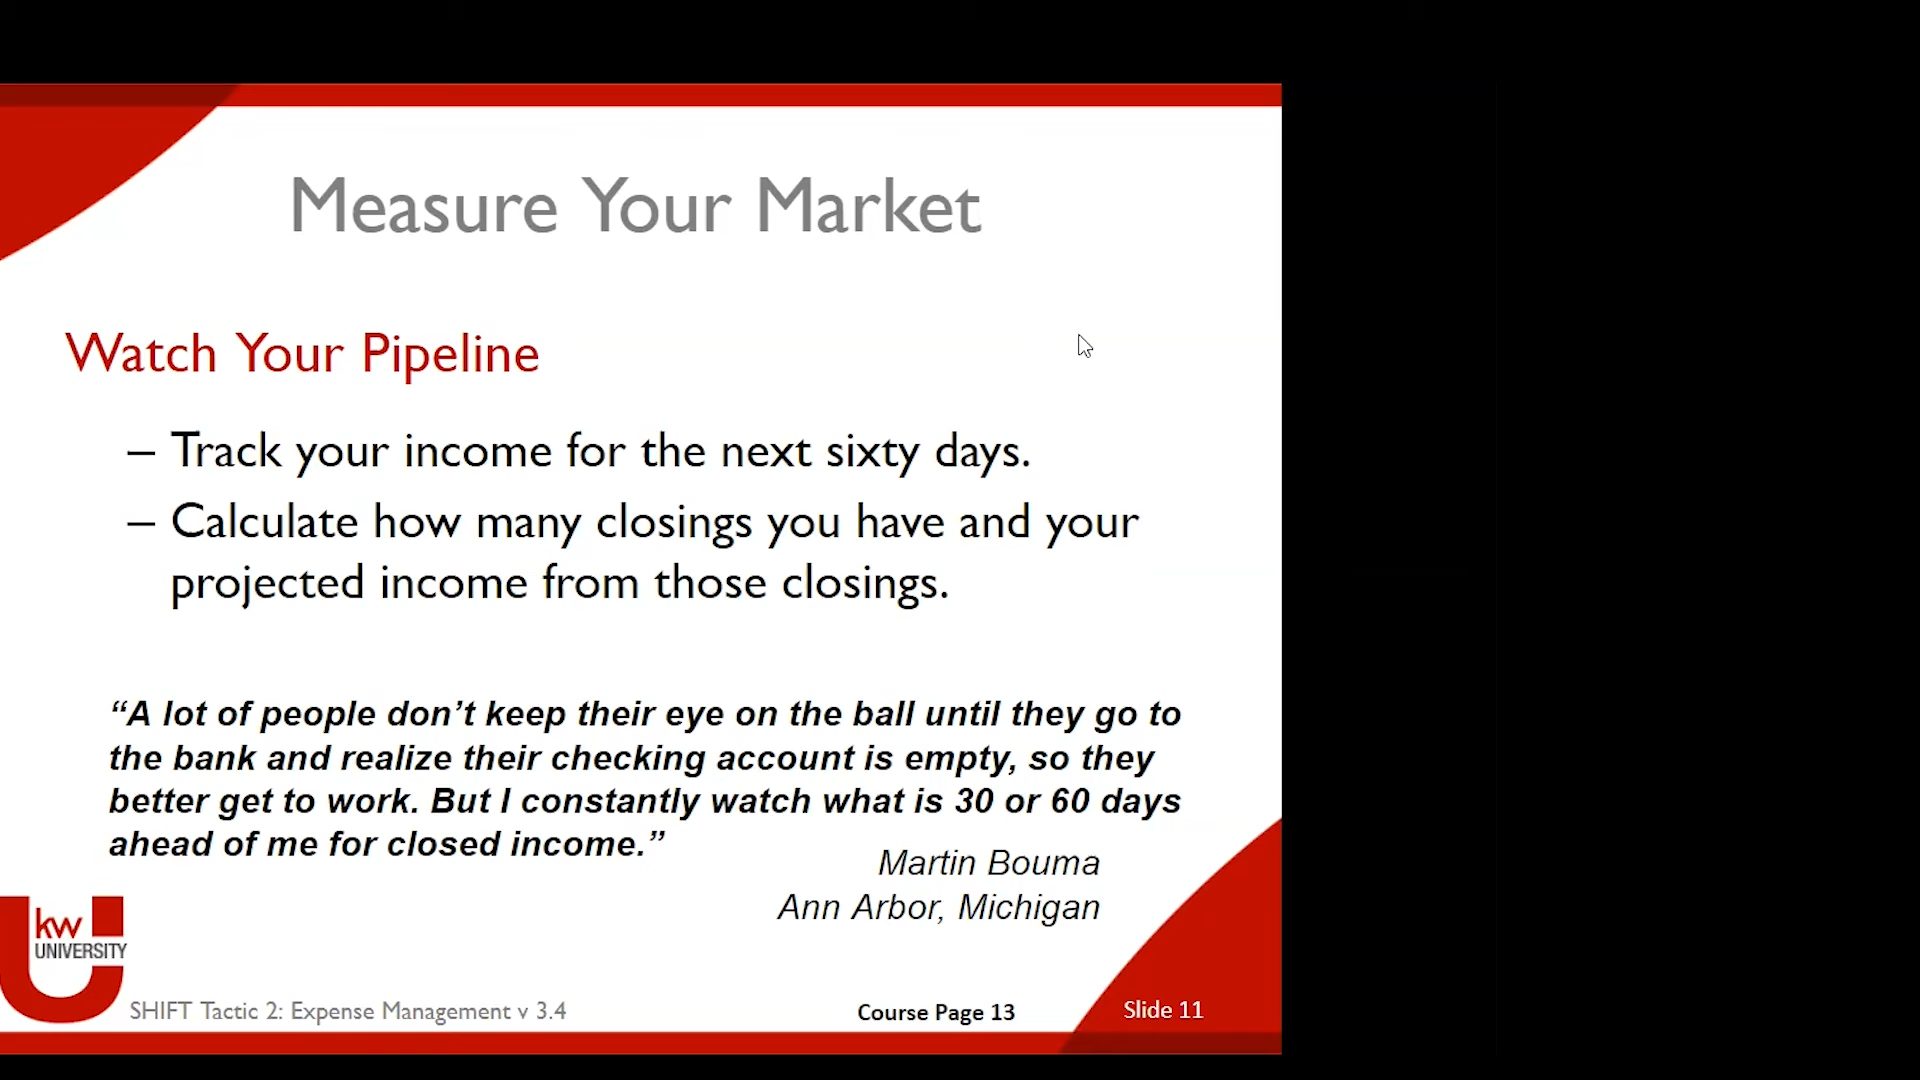 Measure Your Market
Watch Your Pipeline
– Track your income for the next sixty days.
– Calculate how many closings you have and your
projected income from those closings.
“A lot of people don’t keep their eye on the ball until they go to
the bank and realize their checking account is empty, so they
better get to work. But I constantly watch what is 30 or 60 days
ahead of me for closed income.”
Martin Bouma
Ann Arbor, Michigan
kw
UNIVERSITY
SHIFT Tactic 2: Expense Management v 3.4
Course Page 13
Slide 11